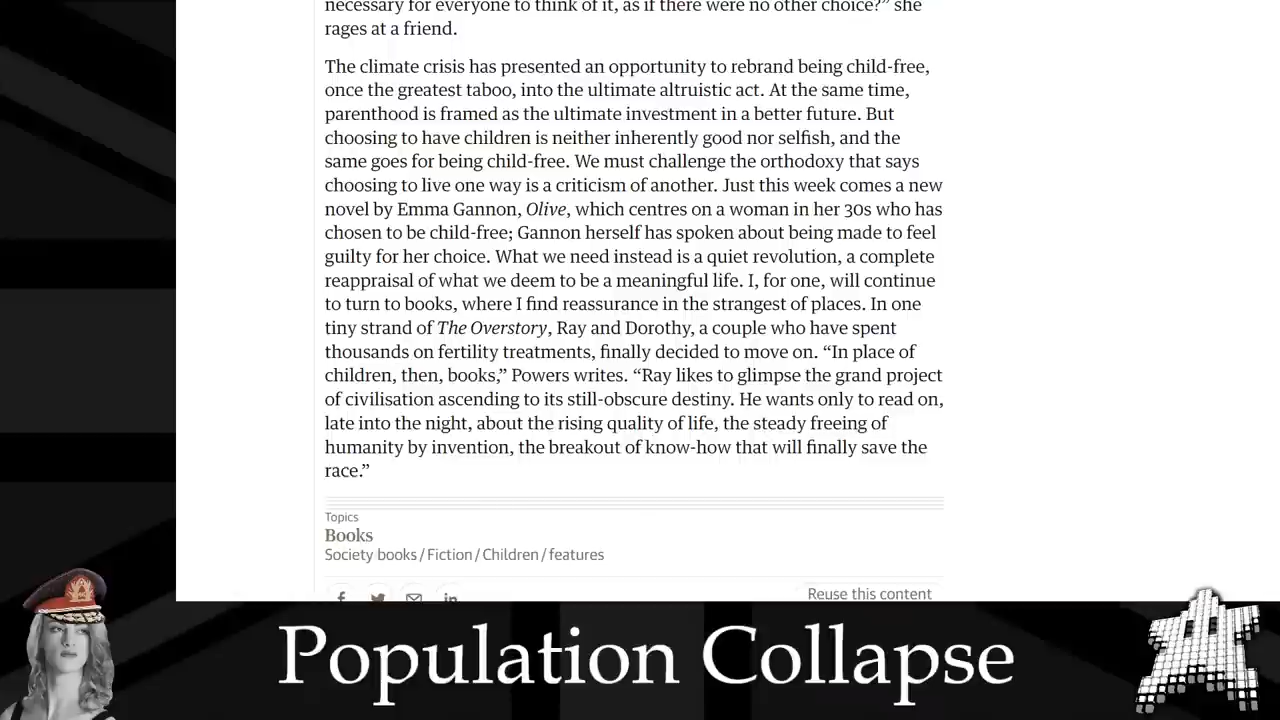 necessary for everyone to think of it, as if there were no other choice?” she
rages at a friend.
The climate crisis has presented an opportunity to rebrand being child-free,
once the greatest taboo, into the ultimate altruistic act. At the same time,
parenthood is framed as the ultimate investment in a better future. But
choosing to have children is neither inherently good nor selfish, and the
same goes for being child-free. We must challenge the orthodoxy that says
choosing to live one way is a criticism of another. Just this week comes a new
novel by Emma Gannon, Olive, which centres on a woman in her 30s who has
chosen to be child-free; Gannon herself has spoken about being made to feel
guilty for her choice. What we need instead is a quiet revolution, a complete
reappraisal of what we deem to be a meaningful life. I, for one, will continue
to turn to books, where I find reassurance in the strangest of places. In one
tiny strand of The Overstory, Ray and Dorothy, a couple who have spent
thousands on fertility treatments, finally decided to move on. “In place of
children, then, books,” Powers writes. “Ray likes to glimpse the grand project
of civilisation ascending to its still-obscure destiny. He wants only to read on,
late into the night, about the rising quality of life, the steady freeing of
humanity by invention, the breakout of know-how that will finally save the
race.”
Topics
Books
Society books / Fiction / Children / features
Reuse this content
Population Collapse